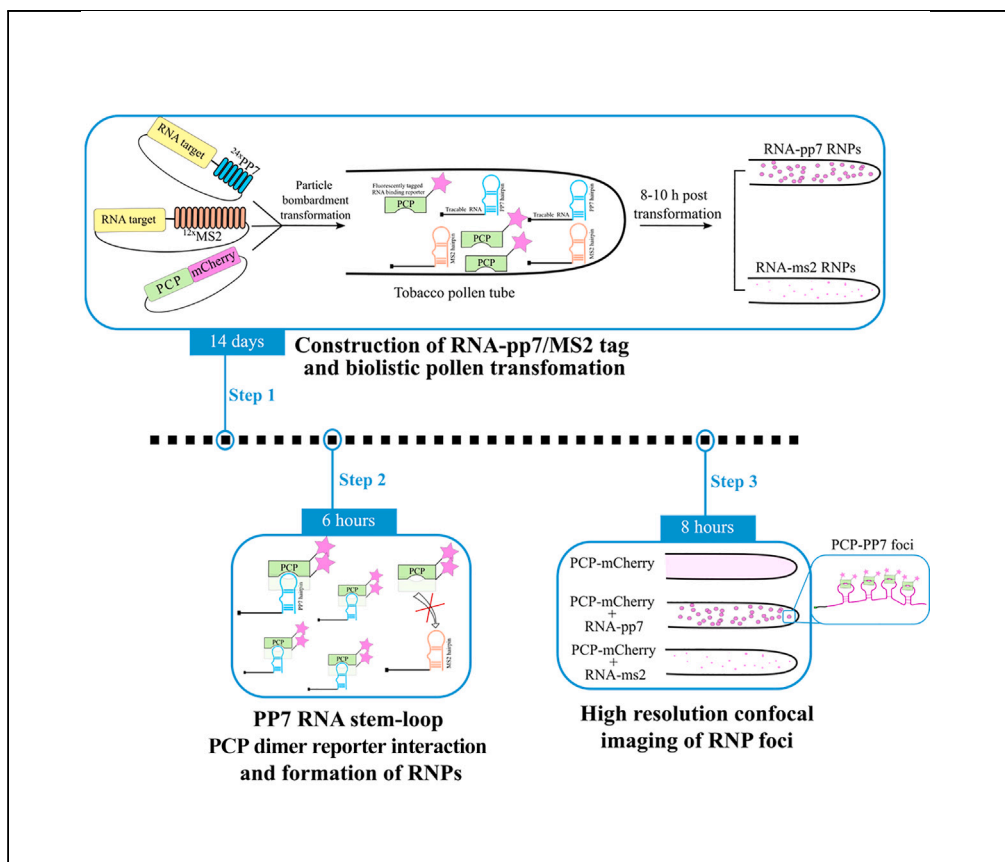 RNA target
24xPP7
RNA target
12xMS2
PCP
mCherry
Particle
bombardment
transformation
Fluorescently tagged
RNA binding reporter
PCP
Tracable RNA
PP7 hairpin
Tracable RNA
PP7 hairpin
MS2 hairpin
PCP
PCP
MS2 hairpin
Tobacco pollen tube
8-10 h post
transformation
RNA-pp7 RNPs
RNA-ms2 RNPs
14 days
Construction of RNA-pp7/MS2 tag
and biolistic pollen transfomation
Step 1
Step 2
Step 3
6 hours
PCP
PP7 hairpin
PCP
PCP
PCP
PCP
MS2 hairpin
PP7 RNA stem-loop
PCP dimer reporter interaction
and formation of RNPs
8 hours
PCP-mCherry
PCP-mCherry
+
RNA-pp7
PCP-mCherry
+
RNA-ms2
PCP-PP7 foci
High resolution confocal
imaging of RNP foci